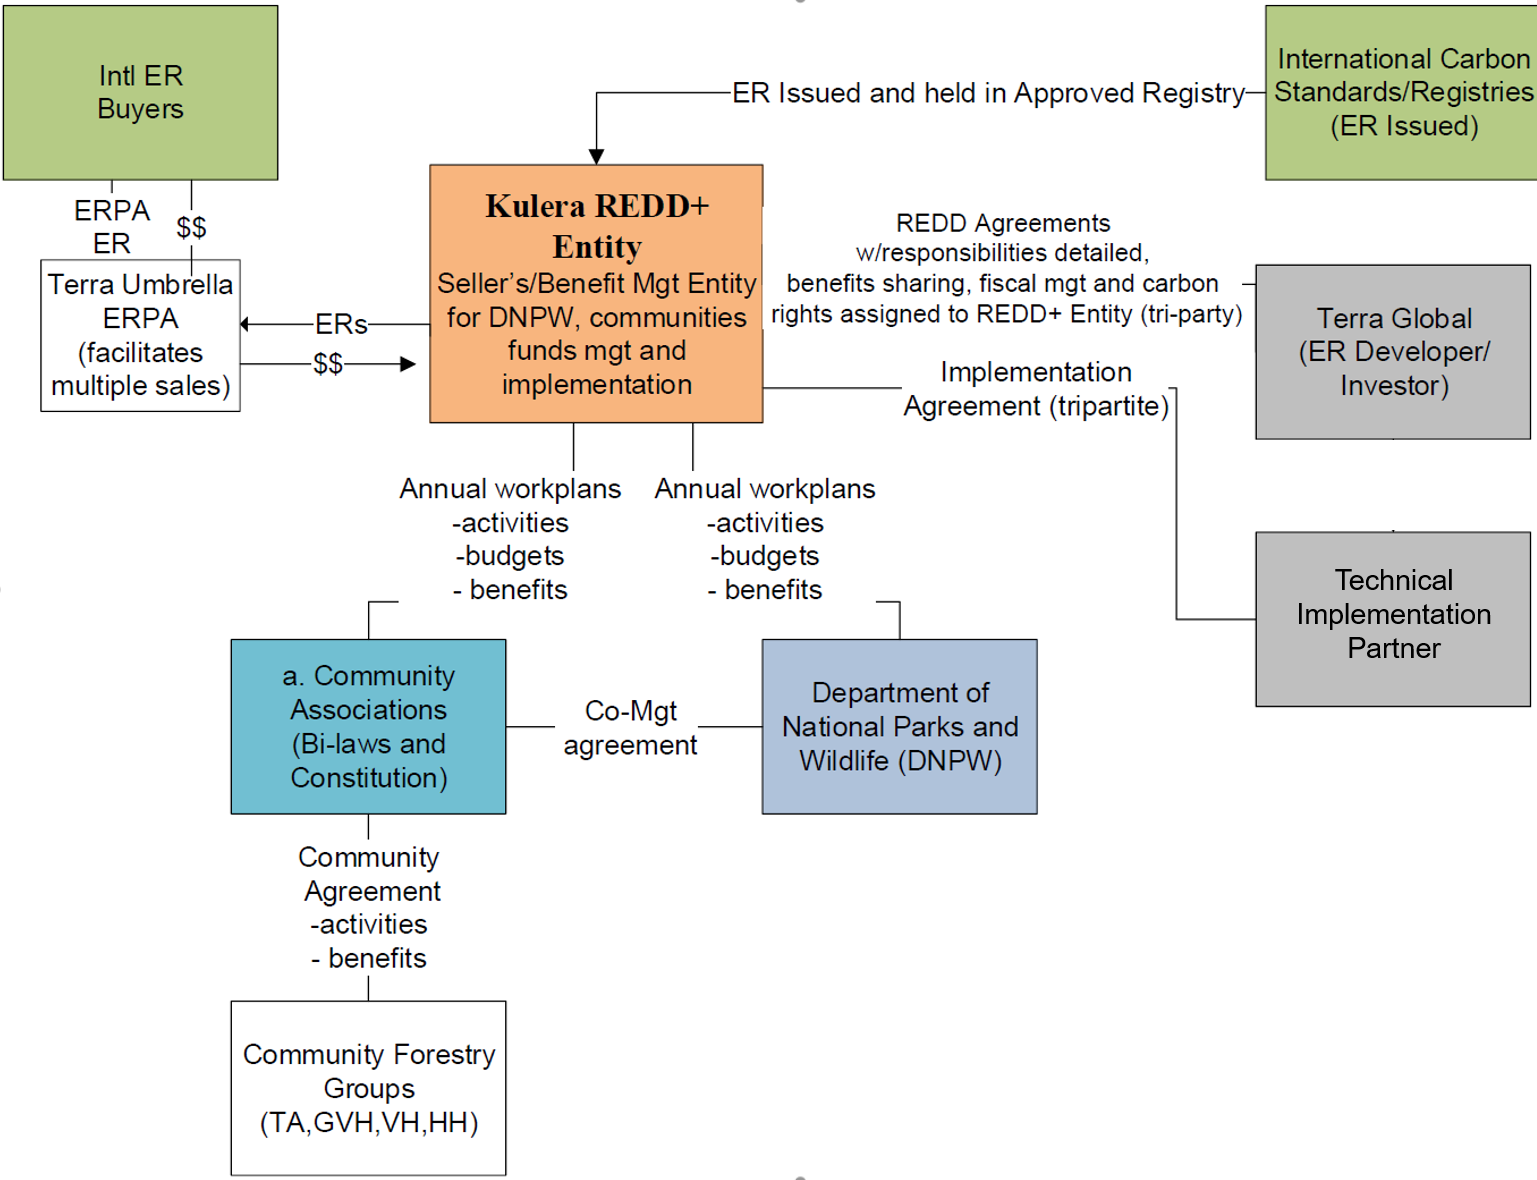 Intl ER
Buyers
ER Issued and held in Approved Registry
International Carbon
Standards/Registries
(ER Issued)
ERPA
ER
$$
Kulera REDD+
Entity
Seller's/Benefit Mgt Entity
for DNPW, communities
funds mgt and
implementation
REDD Agreements
w/responsibilities detailed,
benefits sharing, fiscal mgt and carbon
rights assigned to REDD+ Entity (tri-party)
Terra Umbrella
ERPA
(facilitates
multiple sales)
ERs
$$
Terra Global
(ER Developer/
Investor)
Implementation
Agreement (tripartite)
Annual workplans
-activities
-budgets
- benefits
Annual workplans
-activities
-budgets
- benefits
Technical
Implementation
Partner
a. Community
Associations
(Bi-laws and
Constitution)
Co-Mgt
agreement
Department of
National Parks and
Wildlife (DNPW)
Community
Agreement
-activities
- benefits
Community Forestry
Groups
(TA,GVH,VH,HH)